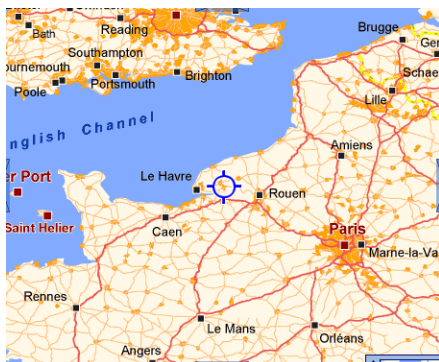 Reading
Bath
Southampton
ournemouth
Portsmouth
Brighton
Poole
Brugge
Ger
Schae
Lille
nglish Channel
Amiens
er Port
Le Havre
Rouen
Saint Helier
Caen
Paris
Marne-la-Va
Rennes
Le Mans
Orléans
Angers